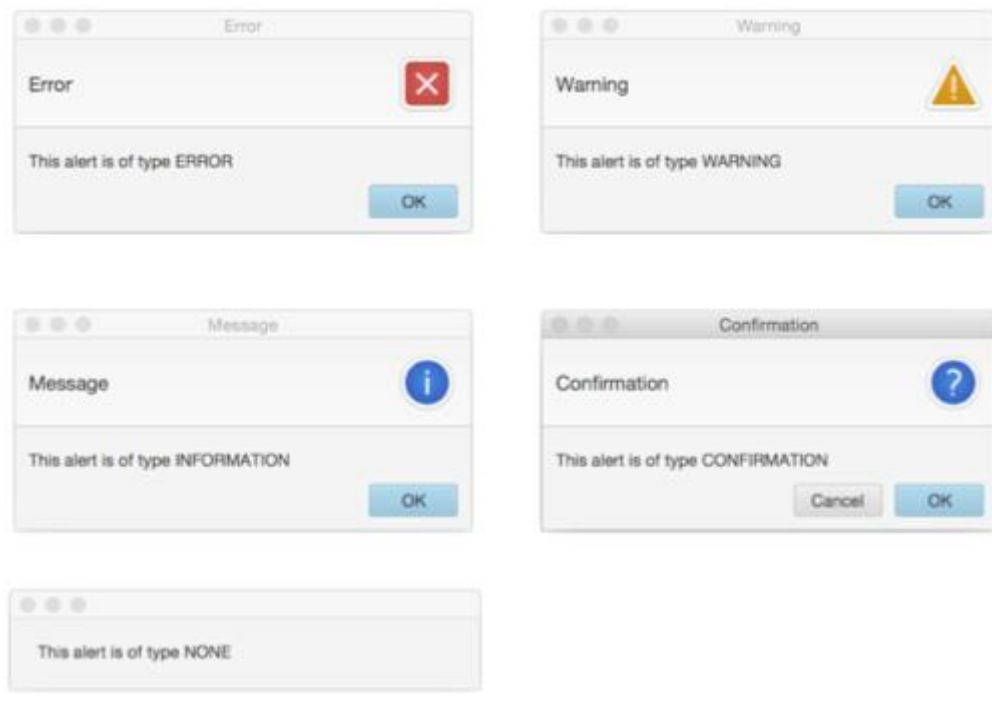 Error
Error
This alert is of type ERROR
OK
Warning
Warning
This alert is of type WARNING
OK
Message
Message
This alert is of type INFORMATION
OK
Confirmation
Confirmation
This alert is of type CONFIRMATION
Cancel OK
This alert is of type NONE